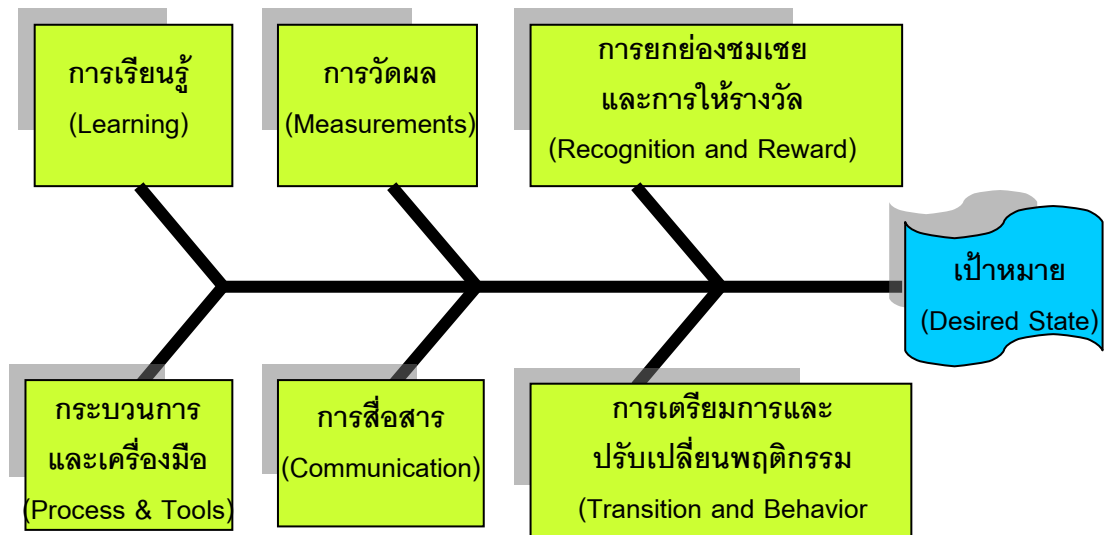 การเรียนรู้
(Learning)
การวัดผล
(Measurements)
การยกย่องชมเชย
และการให้รางวัล
(Recognition and Reward)
เป้าหมาย
(Desired State)
กระบวนการ
และเครื่องมือ
(Process & Tools)
การสื่อสาร
(Communication)
การเตรียมการและ
ปรับเปลี่ยนพฤติกรรม
(Transition and Behavior